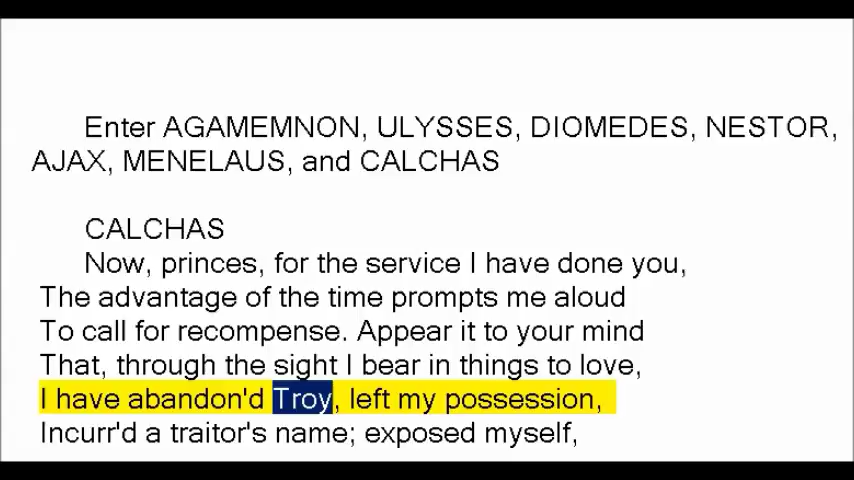 Enter AGAMEMNON, ULYSSES, DIOMEDES, NESTOR,
AJAX, MENELAUS, and CALCHAS
CALCHAS
Now, princes, for the service I have done you,
The advantage of the time prompts me aloud
To call for recompense. Appear it to your mind
That, through the sight I bear in things to love,
I have abandon'd Troy, left my possession,
Incurr'd a traitor's name; exposed myself,